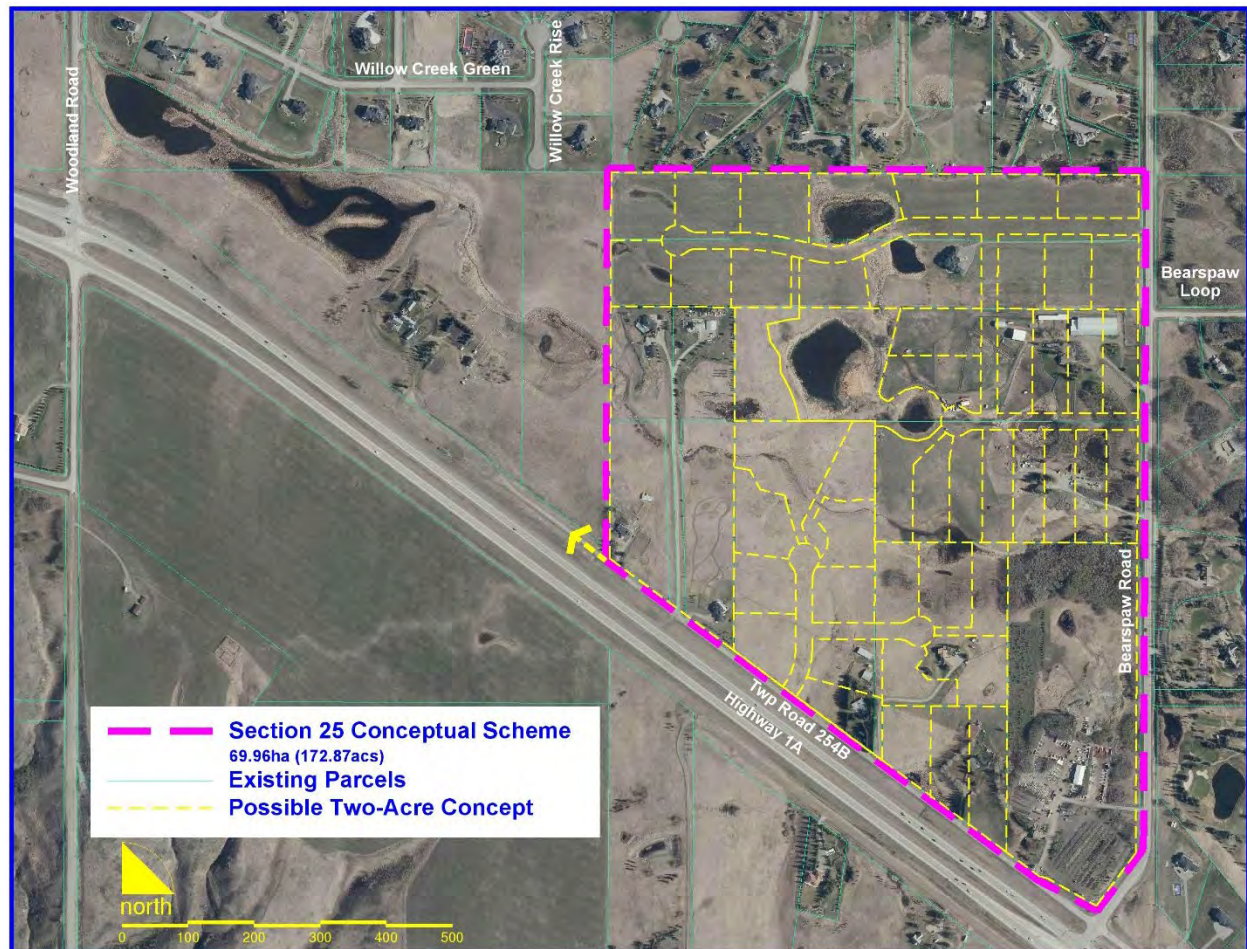 Willow Creek Green
Willow Creek Rise
Woodland Road
Bearspaw
Loop
Bearspaw Road
Twp Road 254B
Highway 1A
Section 25 Conceptual Scheme
69.96ha (172.87acs)
Existing Parcels
Possible Two-Acre Concept
north
0 100 200 300 400 500